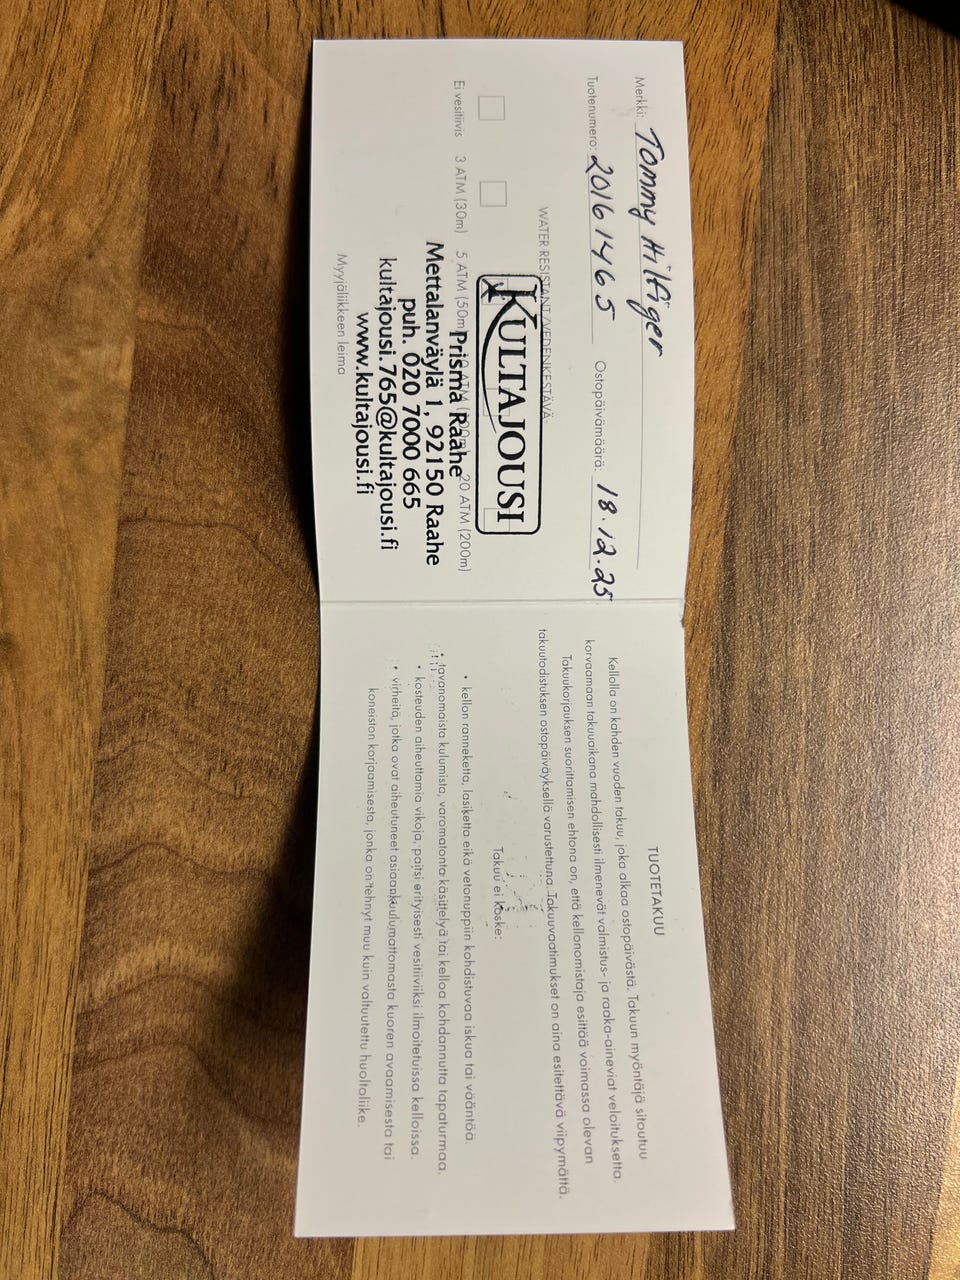 Merkki: Tommy Hilfiger
Tuotenumero: 20161465 Ostopäivämäärä: 18.12.25
WATER RESISTANT/VEDENKESTÄVÄ:
KULTAJOUSI
Ei vesitiivis 3 ATM (30m) 5 ATM (50m) 10 ATM (100m) 20 ATM (200m)
Prisma Raahe
Mettalanväylä 1, 92150 Raahe
puh. 020 7000 665
kultajousi.765@kultajousi.fi
www.kultajousi.fi
Myyjäliikkeen leima
TUOTETAKUU
Kellolla on kahden vuoden takuu, joka alkaa ostopäivästä. Takuun myöntäjä sitoutuu
korvaamaan takuuaikana mahdollisesti ilmenevät valmistus- ja raaka-aineviat veloituksetta.
Takuukorjauksen suorittamisen ehtona on, että kellonomistaja esittää voimassa olevan
takuutodistuksen ostopäiväyksellä varustettuna. Takuuvaatimukset on aina esitettävä viipymättä.
Takuu ei koske:
• kellon ranneketta, lasiketta eikä vetonuppiin kohdistuvaa iskua tai vääntöä.
• tavanomaista kulumista, varomatonta käsittelyä tai kelloa kohdannutta tapaturmaa.
• kosteuden aiheuttamia vikoja, paitsi erityisesti vesitiiviiksi ilmoitetuissa kelloissa.
• virheitä, jotka ovat aiheutuneet asiaankuulumattomasta kuoren avaamisesta tai
koneiston korjaamisesta, jonka on tehnyt muu kuin valtuutettu huoltoliike.